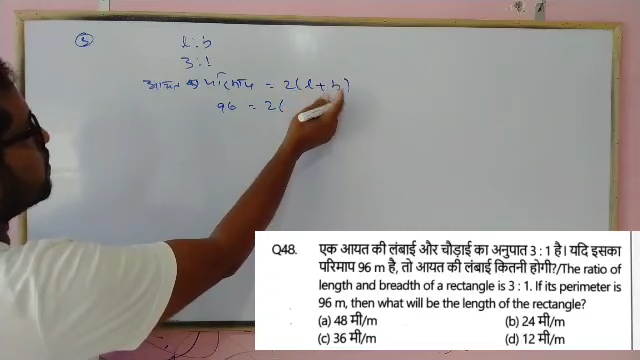 ③
l : b
3 : 1
आयत का परिमाप = 2(l + b)
96 = 2(
Q48. एक आयत की लंबाई और चौड़ाई का अनुपात 3 : 1 है। यदि इसका
परिमाप 96 m है, तो आयत की लंबाई कितनी होगी?/The ratio of
length and breadth of a rectangle is 3 : 1. If its perimeter is
96 m, then what will be the length of the rectangle?
(a) 48 मी/m (b) 24 मी/m
(c) 36 मी/m (d) 12 मी/m